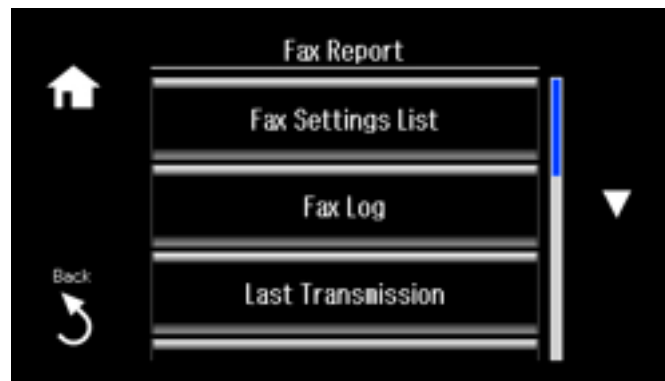 Fax Report
Fax Settings List
Fax Log
Back
Last Transmission